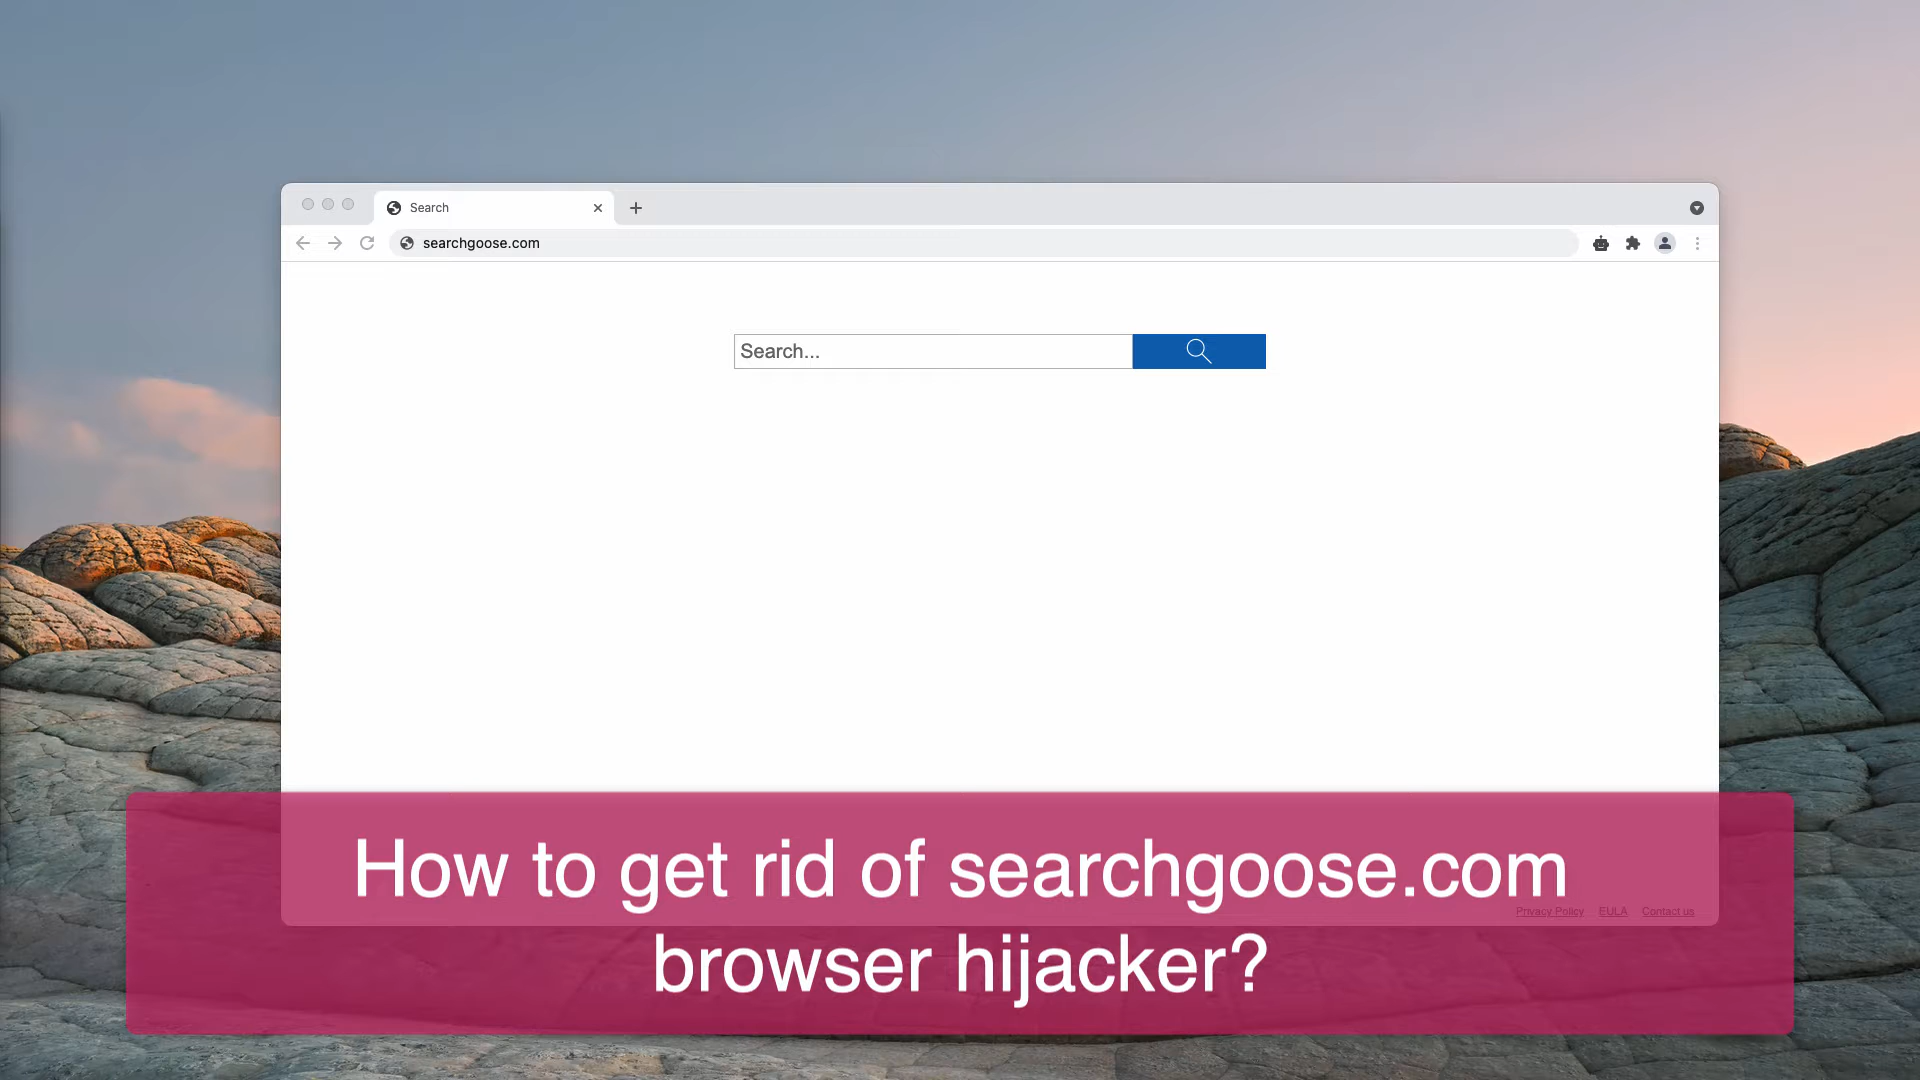 Search
searchgoose.com
Search...
How to get rid of searchgoose.com
Privacy Policy EULA Contact us
browser hijacker?